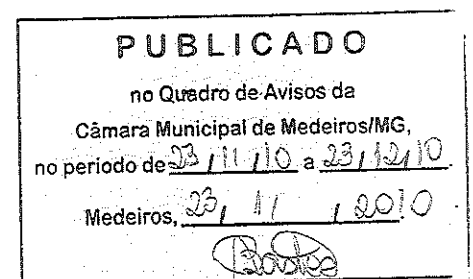 PUBLICADO
no Quadro de Avisos da
Câmara Municipal de Medeiros/MG,
no periodo de 23/11/10 a 23/12/10.
Medeiros, 23, 11, 2010